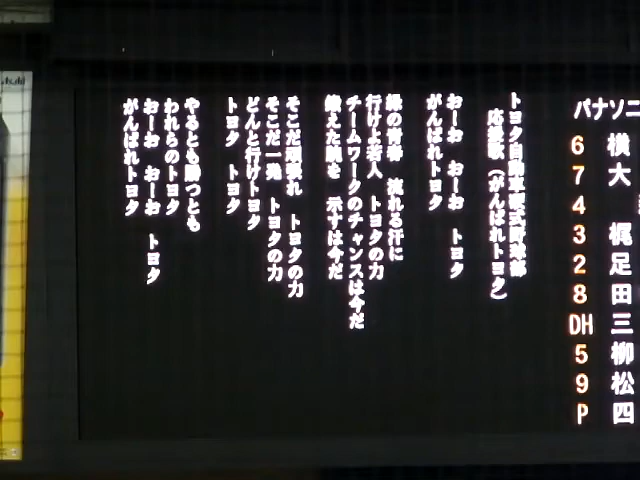 トヨタ自動車硬式野球部
応援歌(がんばれトヨタ)
おーお おーお トヨタ
がんばれトヨタ
緑の青春 流れる汗に
行けよ若人 トヨタの力
チームワークのチャンスは今だ
鍛えた腕を 示すは今だ
そこだ頑張れ トヨタの力
そこだ一発 トヨタの力
どんと行けトヨタ
トヨタ トヨタ
やるとも勝つとも
われらのトヨタ
おーお おーお トヨタ
がんばれトヨタ
パナソニ
6 横
7 大
4
3 梶
2 足
8 田
DH 三
5 柳
9 松
P 四
Asahi